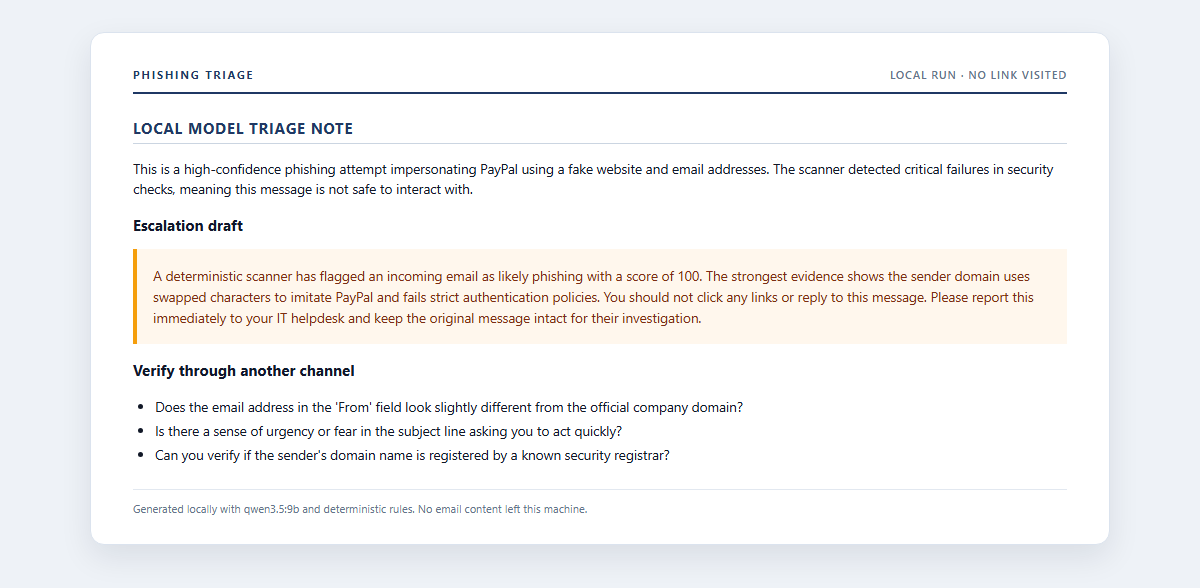 PHISHING TRIAGE
LOCAL RUN · NO LINK VISITED
LOCAL MODEL TRIAGE NOTE
This is a high-confidence phishing attempt impersonating PayPal using a fake website and email addresses. The scanner detected critical failures in security
checks, meaning this message is not safe to interact with.
Escalation draft
A deterministic scanner has flagged an incoming email as likely phishing with a score of 100. The strongest evidence shows the sender domain uses
swapped characters to imitate PayPal and fails strict authentication policies. You should not click any links or reply to this message. Please report this
immediately to your IT helpdesk and keep the original message intact for their investigation.
Verify through another channel
• Does the email address in the 'From' field look slightly different from the official company domain?
• Is there a sense of urgency or fear in the subject line asking you to act quickly?
• Can you verify if the sender's domain name is registered by a known security registrar?
Generated locally with qwen3.5:9b and deterministic rules. No email content left this machine.